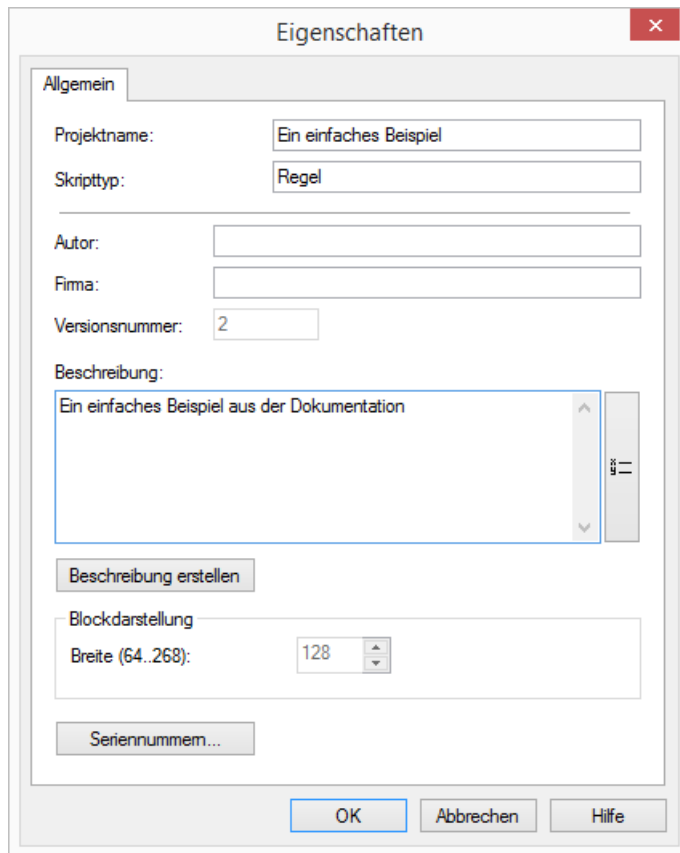 Eigenschaften
Allgemein
Projektname: Ein einfaches Beispiel
Skripttyp: Regel
Autor:
Firma:
Versionsnummer: 2
Beschreibung:
Ein einfaches Beispiel aus der Dokumentation
Beschreibung erstellen
Blockdarstellung
Breite (64..268): 128
Seriennummern...
OK Abbrechen Hilfe